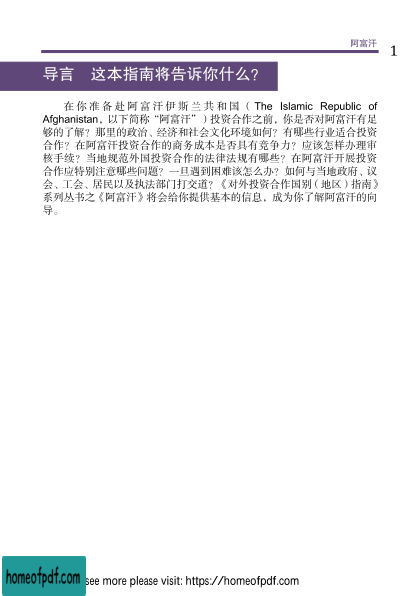 阿富汗
1
导言　这本指南将告诉你什么？
在你准备赴阿富汗伊斯兰共和国（The Islamic Republic of
Afghanistan，以下简称“阿富汗”）投资合作之前，你是否对阿富汗有足
够的了解？那里的政治、经济和社会文化环境如何？有哪些行业适合投资
合作？在阿富汗投资合作的商务成本是否具有竞争力？应该怎样办理审
核手续？当地规范外国投资合作的法律法规有哪些？在阿富汗开展投资
合作应特别注意哪些问题？一旦遇到困难该怎么办？如何与当地政府、议
会、工会、居民以及执法部门打交道？《对外投资合作国别（地区）指南》
系列丛书之《阿富汗》将会给你提供基本的信息，成为你了解阿富汗的向
导。
homeofpdf.com
see more please visit: https://homeofpdf.com